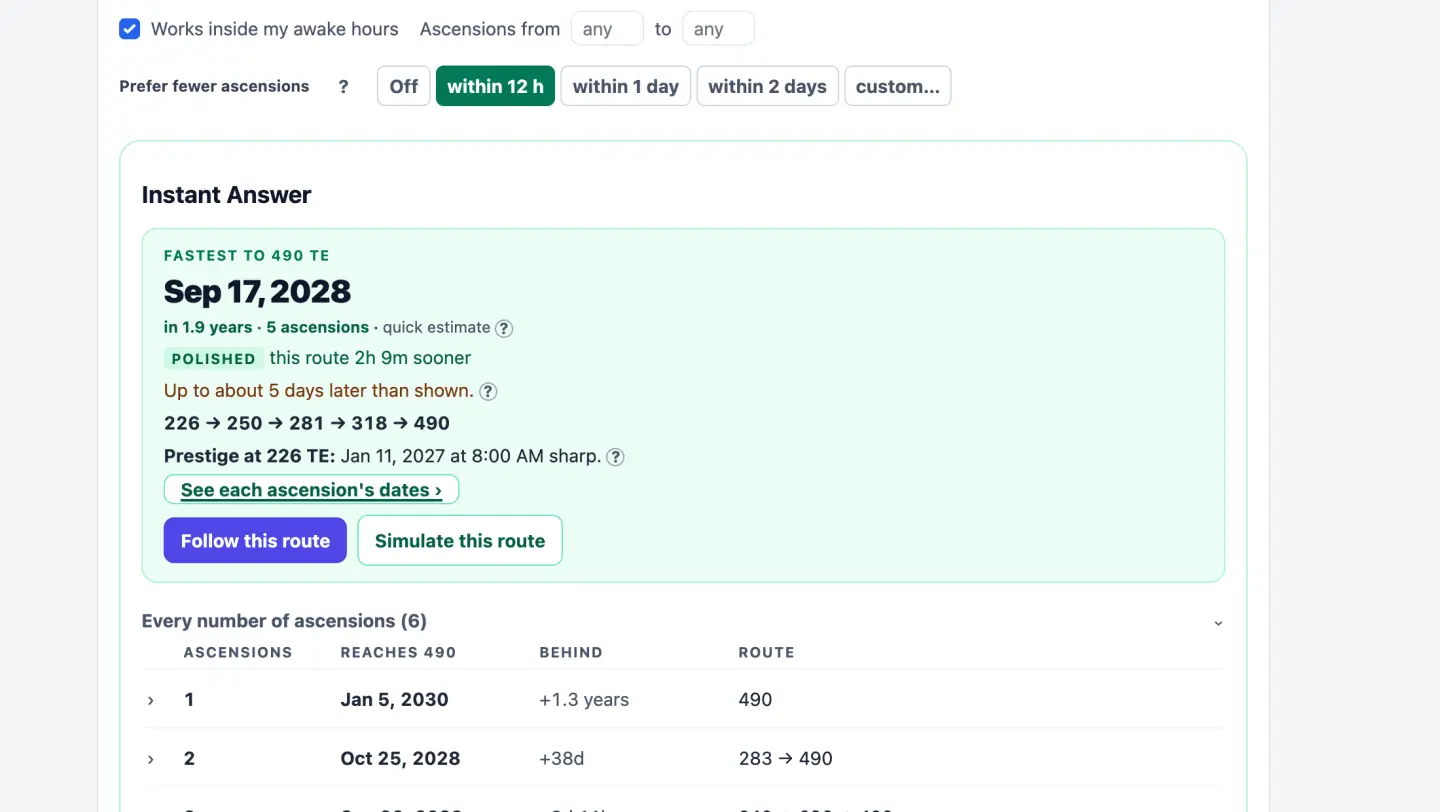 Works inside my awake hours Ascensions from any to any
Prefer fewer ascensions ? Off within 12 h within 1 day within 2 days custom...
Instant Answer
FASTEST TO 490 TE
Sep 17, 2028
in 1.9 years · 5 ascensions · quick estimate ?
POLISHED this route 2h 9m sooner
Up to about 5 days later than shown. ?
226 → 250 → 281 → 318 → 490
Prestige at 226 TE: Jan 11, 2027 at 8:00 AM sharp. ?
See each ascension's dates ›
Follow this route Simulate this route
Every number of ascensions (6)
ASCENSIONS REACHES 490 BEHIND ROUTE
› 1 Jan 5, 2030 +1.3 years 490
› 2 Oct 25, 2028 +38d 283 → 490